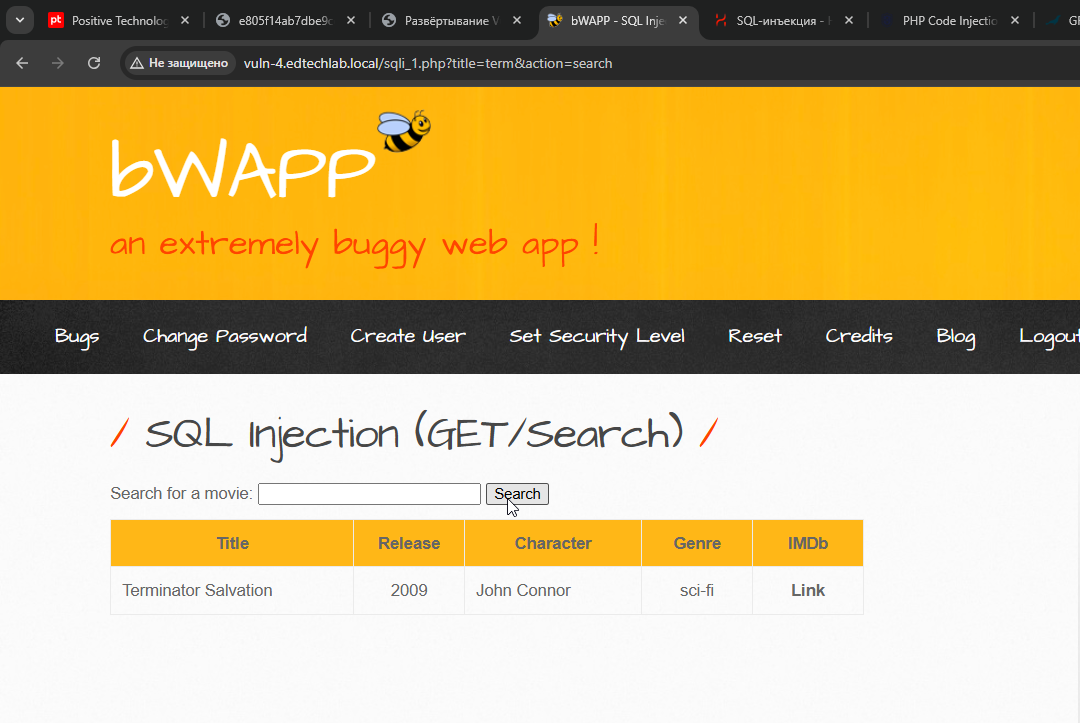 pt Positive Technolog
e805f14ab7dbe9c
Развёртывание V
bWAPP - SQL Inje
SQL-инъекция -
PHP Code Injectio
Не защищено vuln-4.edtechlab.local/sqli_1.php?title=term&action=search
bWAPP
an extremely buggy web app !
Bugs Change Password Create User Set Security Level Reset Credits Blog Logout
/ SQL Injection (GET/Search) /
Search for a movie: Search
Title Release Character Genre IMDb
Terminator Salvation 2009 John Connor sci-fi Link